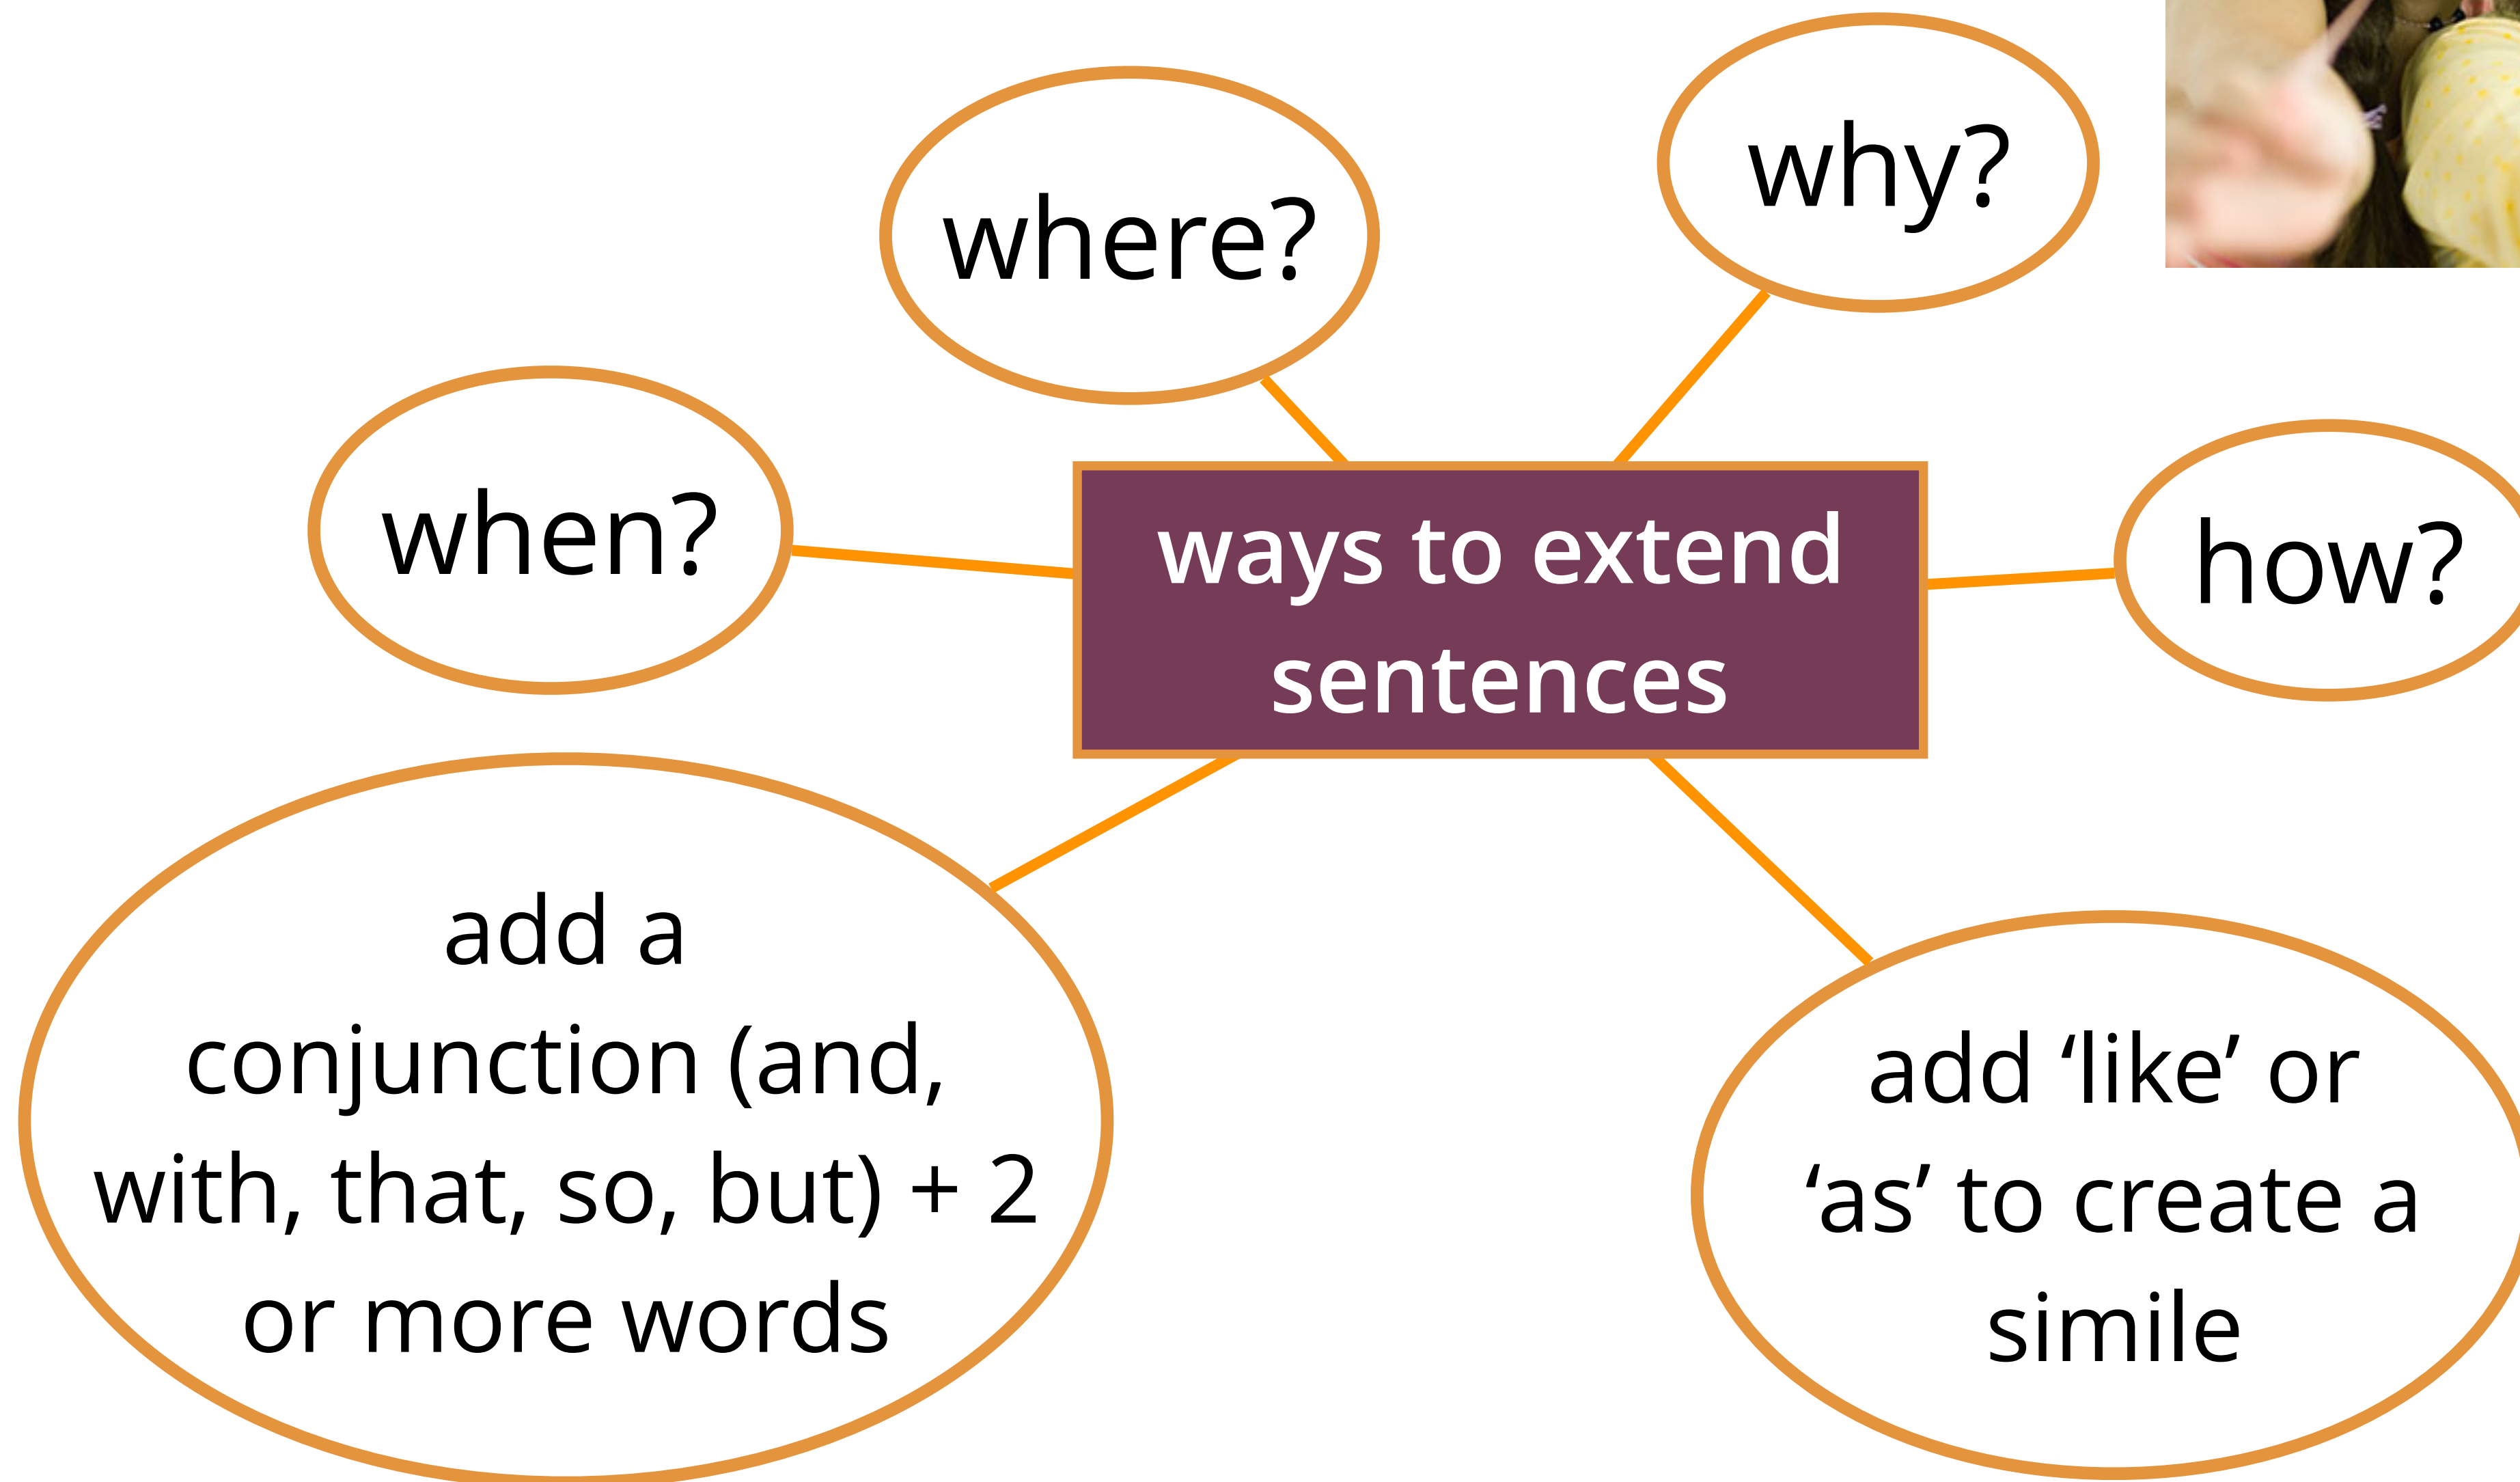 where?
why?
when?
ways to extend
sentences
how?
add a
conjunction (and,
with, that, so, but) + 2
or more words
add ‘like’ or
‘as’ to create a
simile